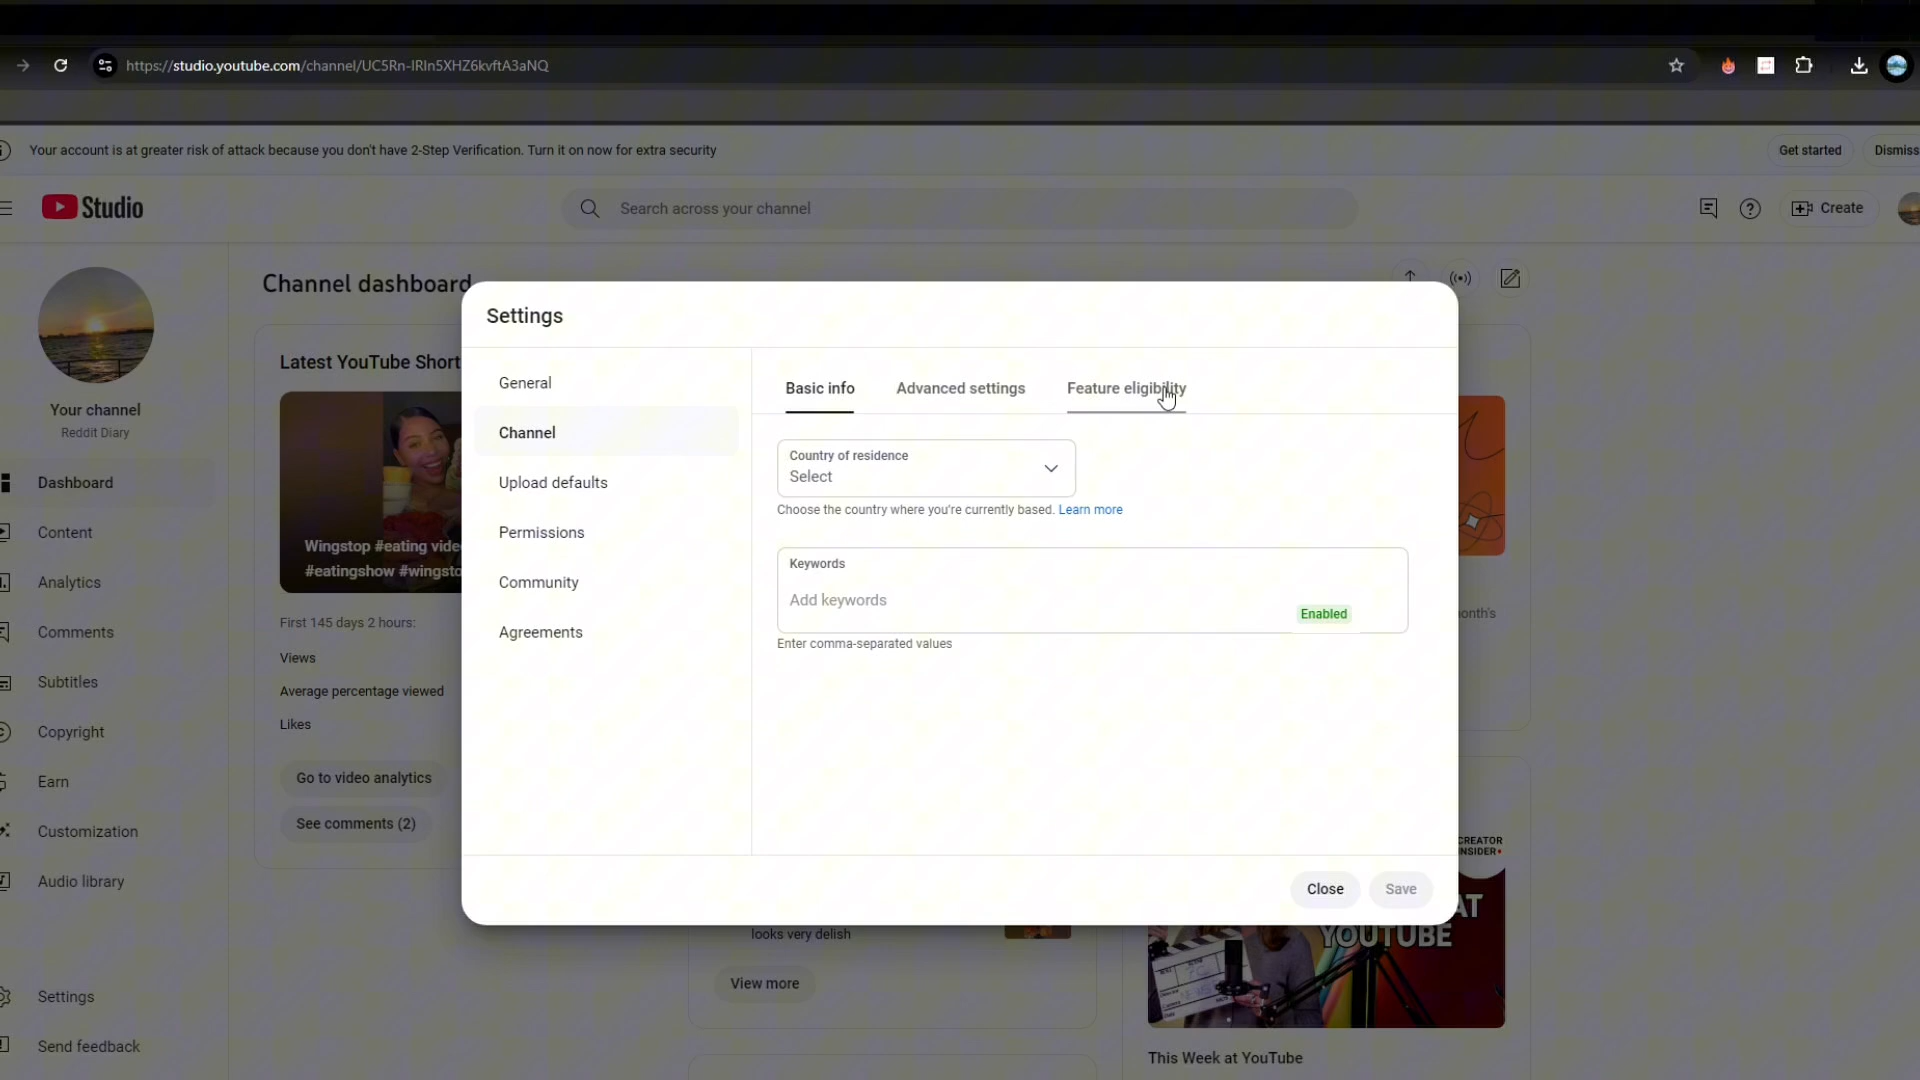 https://studio.youtube.com/channel/UC5Rn-IRIn5XHZ6kvftA3aNQ
Your account is at greater risk of attack because you don't have 2-Step Verification. Turn it on now for extra security
Get started
Dismiss
Studio
Search across your channel
Create
Your channel
Reddit Diary
Dashboard
Content
Analytics
Comments
Subtitles
Copyright
Earn
Customization
Audio library
Settings
Send feedback
Channel dashboard
Latest YouTube Short
Wingstop #eating vide
#eatingshow #wingsto
First 145 days 2 hours:
Views
Average percentage viewed
Likes
Go to video analytics
See comments (2)
Settings
General
Channel
Upload defaults
Permissions
Community
Agreements
Basic info
Advanced settings
Feature eligibility
Country of residence
Select
Choose the country where you're currently based. Learn more
Keywords
Add keywords
Enabled
Enter comma-separated values
Close
Save
looks very delish
View more
onth's
CREATOR
INSIDER
AT
YOUTUBE
This Week at YouTube